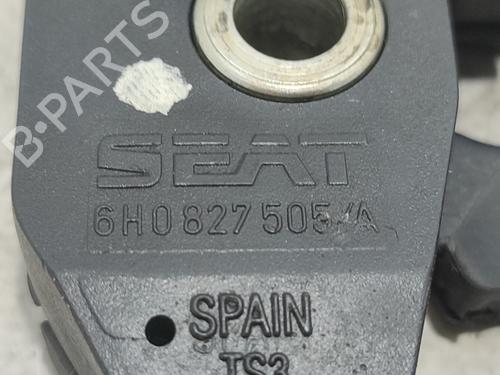 B-PARTS
SEAT
6H0 827 505/A
SPAIN
TS3